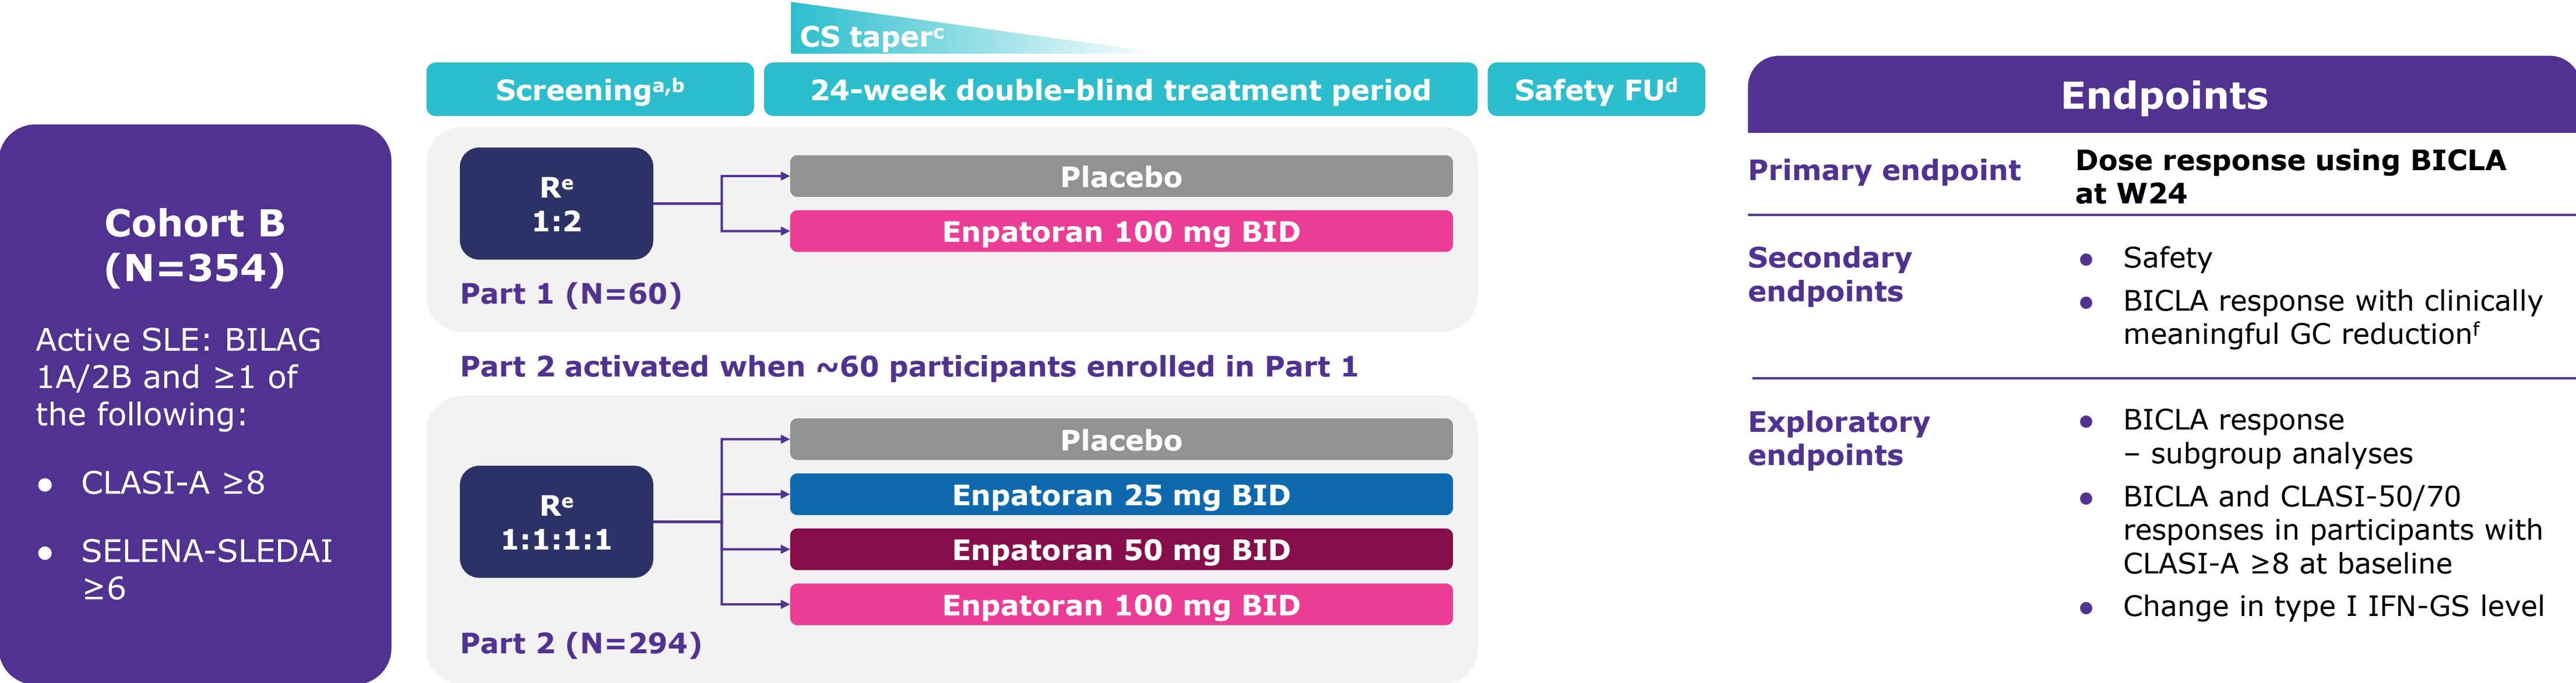 CS taperᶜ
Screeningᵃ,ᵇ
24-week double-blind treatment period
Safety FUᵈ
Cohort B
(N=354)
Active SLE: BILAG
1A/2B and ≥1 of
the following:
● CLASI-A ≥8
● SELENA-SLEDAI
≥6
Rᵉ
1:2
Placebo
Enpatoran 100 mg BID
Part 1 (N=60)
Part 2 activated when ~60 participants enrolled in Part 1
Rᵉ
1:1:1:1
Placebo
Enpatoran 25 mg BID
Enpatoran 50 mg BID
Enpatoran 100 mg BID
Part 2 (N=294)
Endpoints
Primary endpoint
Dose response using BICLA
at W24
Secondary
endpoints
● Safety
● BICLA response with clinically
meaningful GC reductionᶠ
Exploratory
endpoints
● BICLA response
– subgroup analyses
● BICLA and CLASI-50/70
responses in participants with
CLASI-A ≥8 at baseline
● Change in type I IFN-GS level